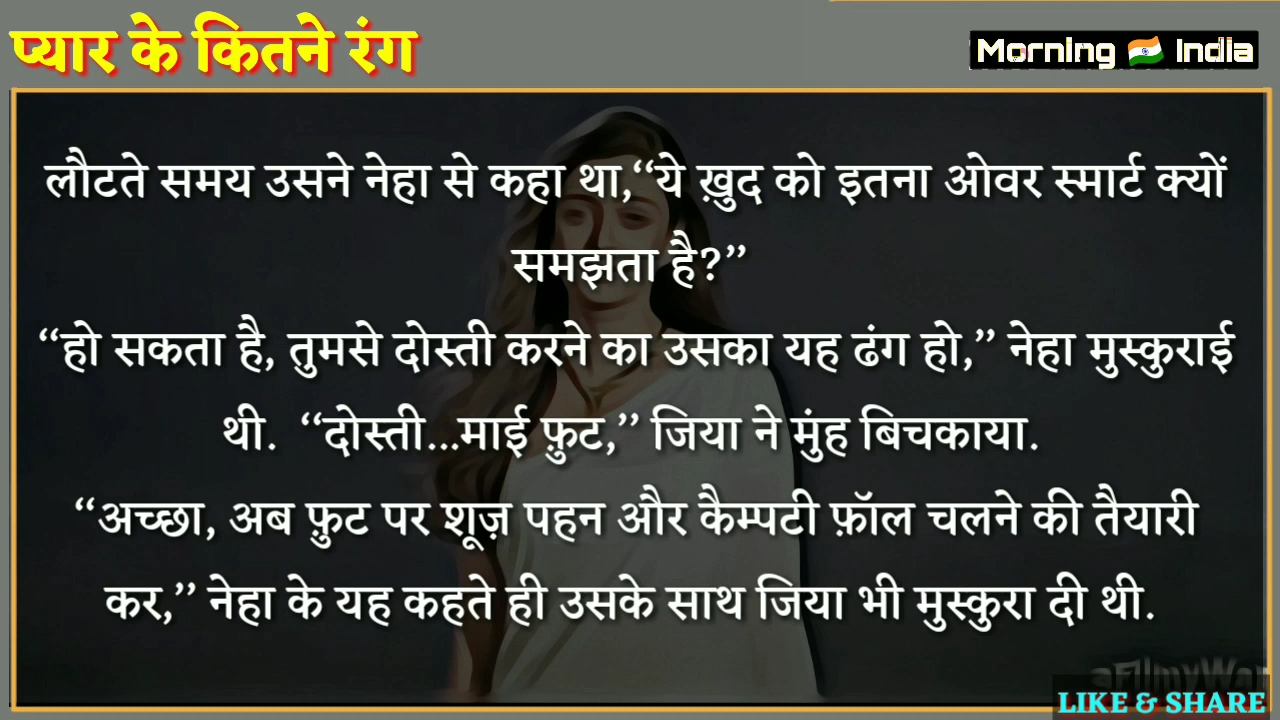 प्यार के कितने रंग
Morning India
लौटते समय उसने नेहा से कहा था,‘‘ये ख़ुद को इतना ओवर स्मार्ट क्यों
समझता है?’’
‘‘हो सकता है, तुमसे दोस्ती करने का उसका यह ढंग हो,’’ नेहा मुस्कुराई
थी. ‘‘दोस्ती...माई फ़ुट,’’ जिया ने मुंह बिचकाया.
‘‘अच्छा, अब फ़ुट पर शूज़ पहन और कैम्पटी फ़ॉल चलने की तैयारी
कर,’’ नेहा के यह कहते ही उसके साथ जिया भी मुस्कुरा दी थी.
LIKE & SHARE